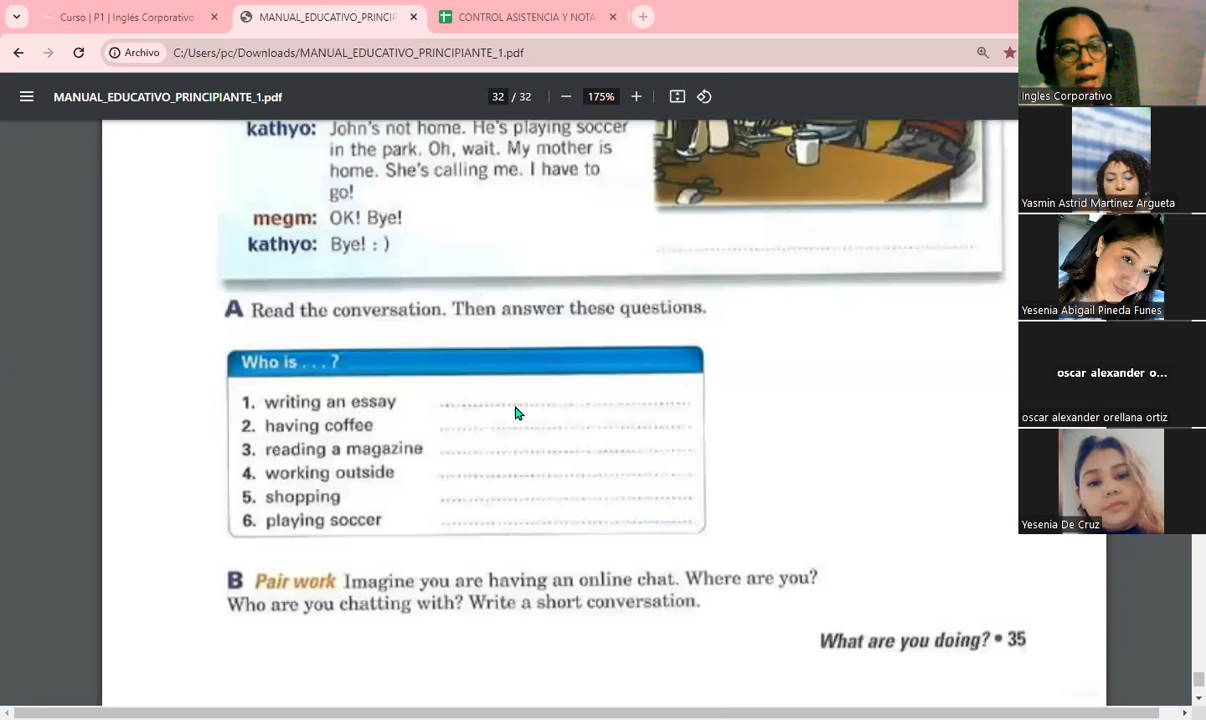 Curso | P1 | Inglés Corporativo
MANUAL_EDUCATIVO_PRINCIP
CONTROL ASISTENCIA Y NOTA
Archivo
C:/Users/pc/Downloads/MANUAL_EDUCATIVO_PRINCIPIANTE_1.pdf
MANUAL_EDUCATIVO_PRINCIPIANTE_1.pdf
32 / 32
175%
kathyo: John's not home. He's playing soccer
in the park. Oh, wait. My mother is
home. She's calling me. I have to
go!
megm: OK! Bye!
kathyo: Bye! : )
A Read the conversation. Then answer these questions.
Who is . . . ?
1. writing an essay
2. having coffee
3. reading a magazine
4. working outside
5. shopping
6. playing soccer
B Pair work Imagine you are having an online chat. Where are you?
Who are you chatting with? Write a short conversation.
What are you doing? • 35
Ingles Corporativo
Yasmin Astrid Martinez Argueta
Yesenia Abigail Pineda Funes
oscar alexander o...
oscar alexander orellana ortiz
Yesenia De Cruz